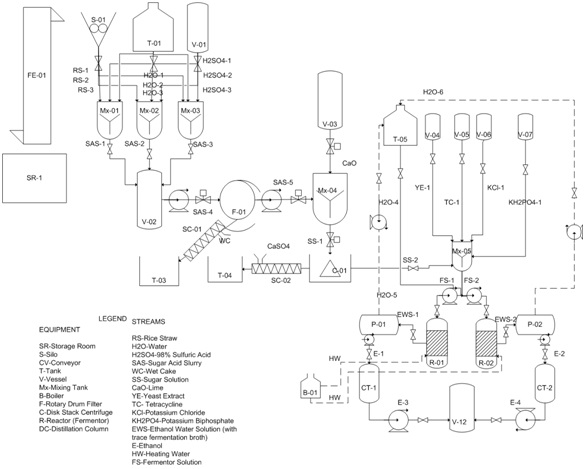 S-01
T-01
V-01
FE-01
RS-1
RS-2
RS-3
H2O-1
H2O-2
H2O-3
H2SO4-1
H2SO4-2
H2SO4-3
Mx-01
Mx-02
Mx-03
SAS-1
SAS-2
SAS-3
SR-1
V-02
SAS-4
F-01
SAS-5
SC-01
WC
CaSO4
T-03
T-04
SC-02
V-03
CaO
Mx-04
SS-1
C-01
SS-2
H2O-6
T-05
V-04
V-05
V-06
V-07
YE-1
TC-1
KCl-1
KH2PO4-1
H2O-4
Mx-05
FS-1
FS-2
H2O-5
P-01
EWS-1
EWS-2
P-02
R-01
R-02
E-1
E-2
HW
HW
B-01
CT-1
CT-2
E-3
E-4
V-12
LEGEND
EQUIPMENT
SR-Storage Room
S-Silo
CV-Conveyor
T-Tank
V-Vessel
Mx-Mixing Tank
B-Boiler
F-Rotary Drum Filter
C-Disk Stack Centrifuge
R-Reactor (Fermentor)
DC-Distillation Column
STREAMS
RS-Rice Straw
H2O-Water
H2SO4-98% Sulfuric Acid
SAS-Sugar Acid Slurry
WC-Wet Cake
SS-Sugar Solution
CaO-Lime
YE-Yeast Extract
TC- Tetracycline
KCl-Potassium Chloride
KH2PO4-Potassium Biphosphate
EWS-Ethanol Water Solution (with
trace fermentation broth)
E-Ethanol
HW-Heating Water
FS-Fermentor Solution